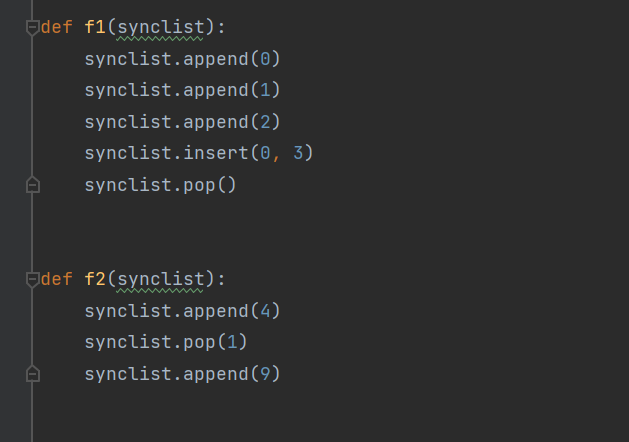 def f1(synclist):
    synclist.append(0)
    synclist.append(1)
    synclist.append(2)
    synclist.insert(0, 3)
    synclist.pop()
def f2(synclist):
    synclist.append(4)
    synclist.pop(1)
    synclist.append(9)